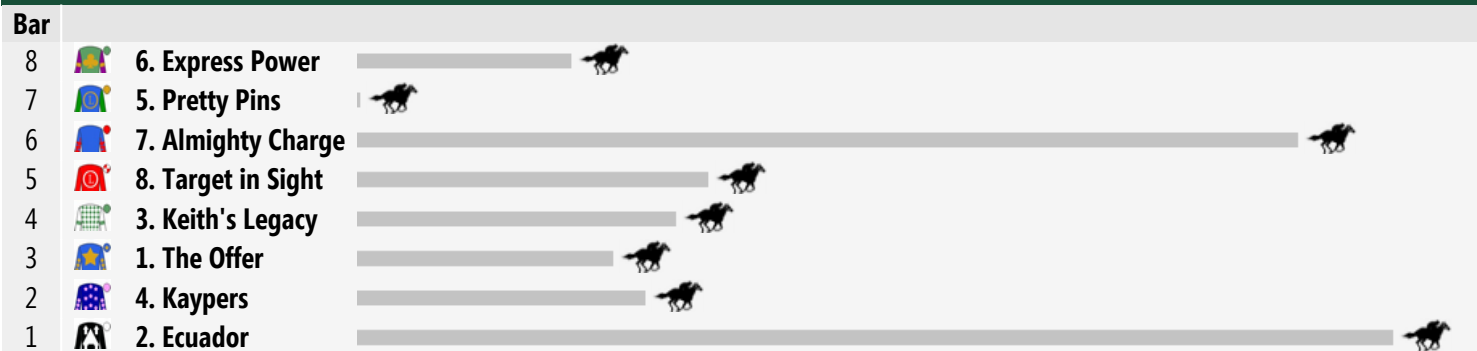 Bar
8 6. Express Power
7 5. Pretty Pins
6 7. Almighty Charge
5 8. Target in Sight
4 3. Keith's Legacy
3 1. The Offer
2 4. Kaypers
1 2. Ecuador